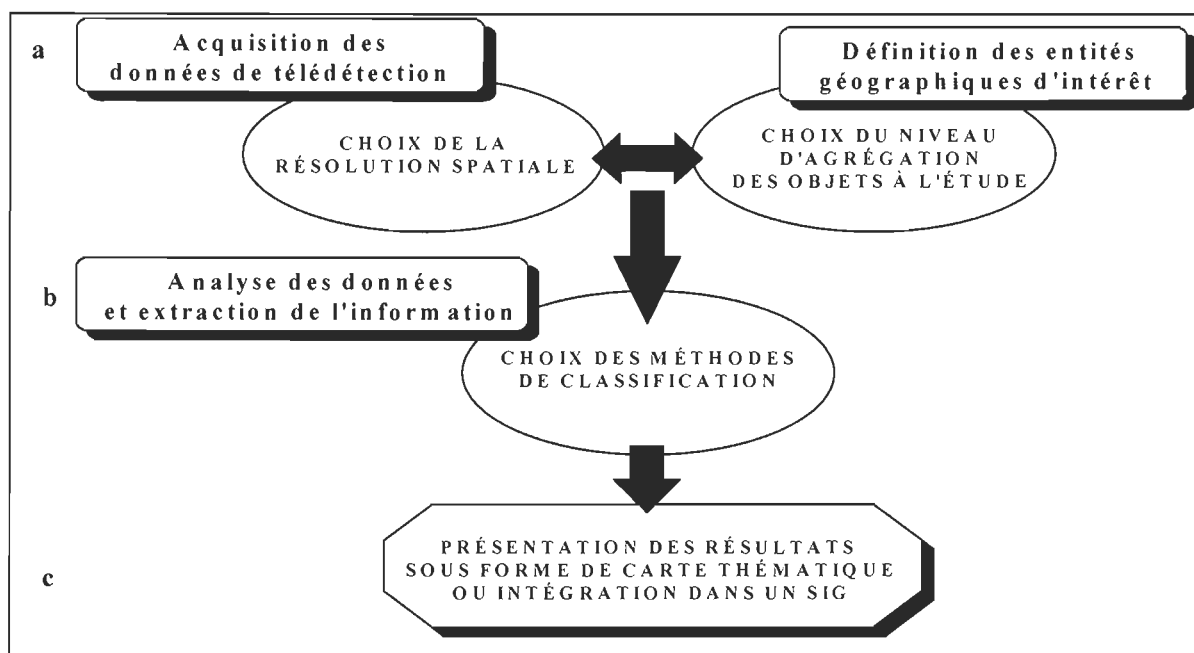 a
Acquisition des
données de télédétection
Définition des entités
géographiques d'intérêt
CHOIX DE LA
RÉSOLUTION SPATIALE
CHOIX DU NIVEAU
D'AGRÉGATION
DES OBJETS À L'ÉTUDE
b
Analyse des données
et extraction de l'information
CHOIX DES MÉTHODES
DE CLASSIFICATION
c
PRÉSENTATION DES RÉSULTATS
SOUS FORME DE CARTE THÉMATIQUE
OU INTÉGRATION DANS UN SIG